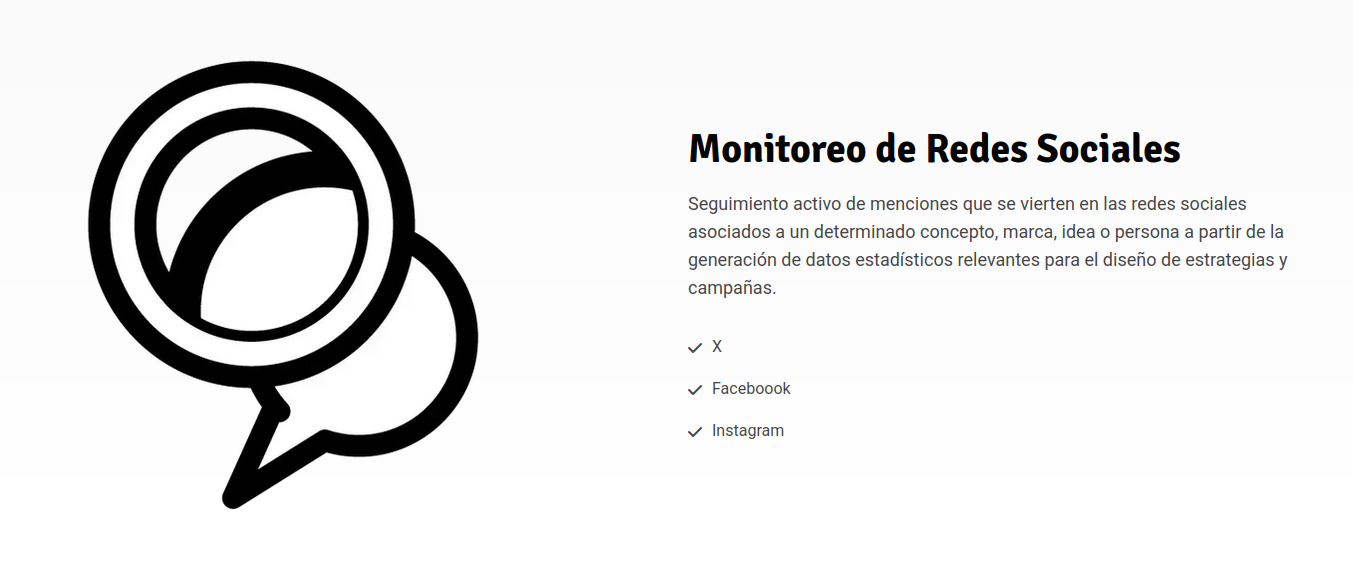 Monitoreo de Redes Sociales
Seguimiento activo de menciones que se vierten en las redes sociales
asociados a un determinado concepto, marca, idea o persona a partir de la
generación de datos estadísticos relevantes para el diseño de estrategias y
campañas.
X
Faceboook
Instagram